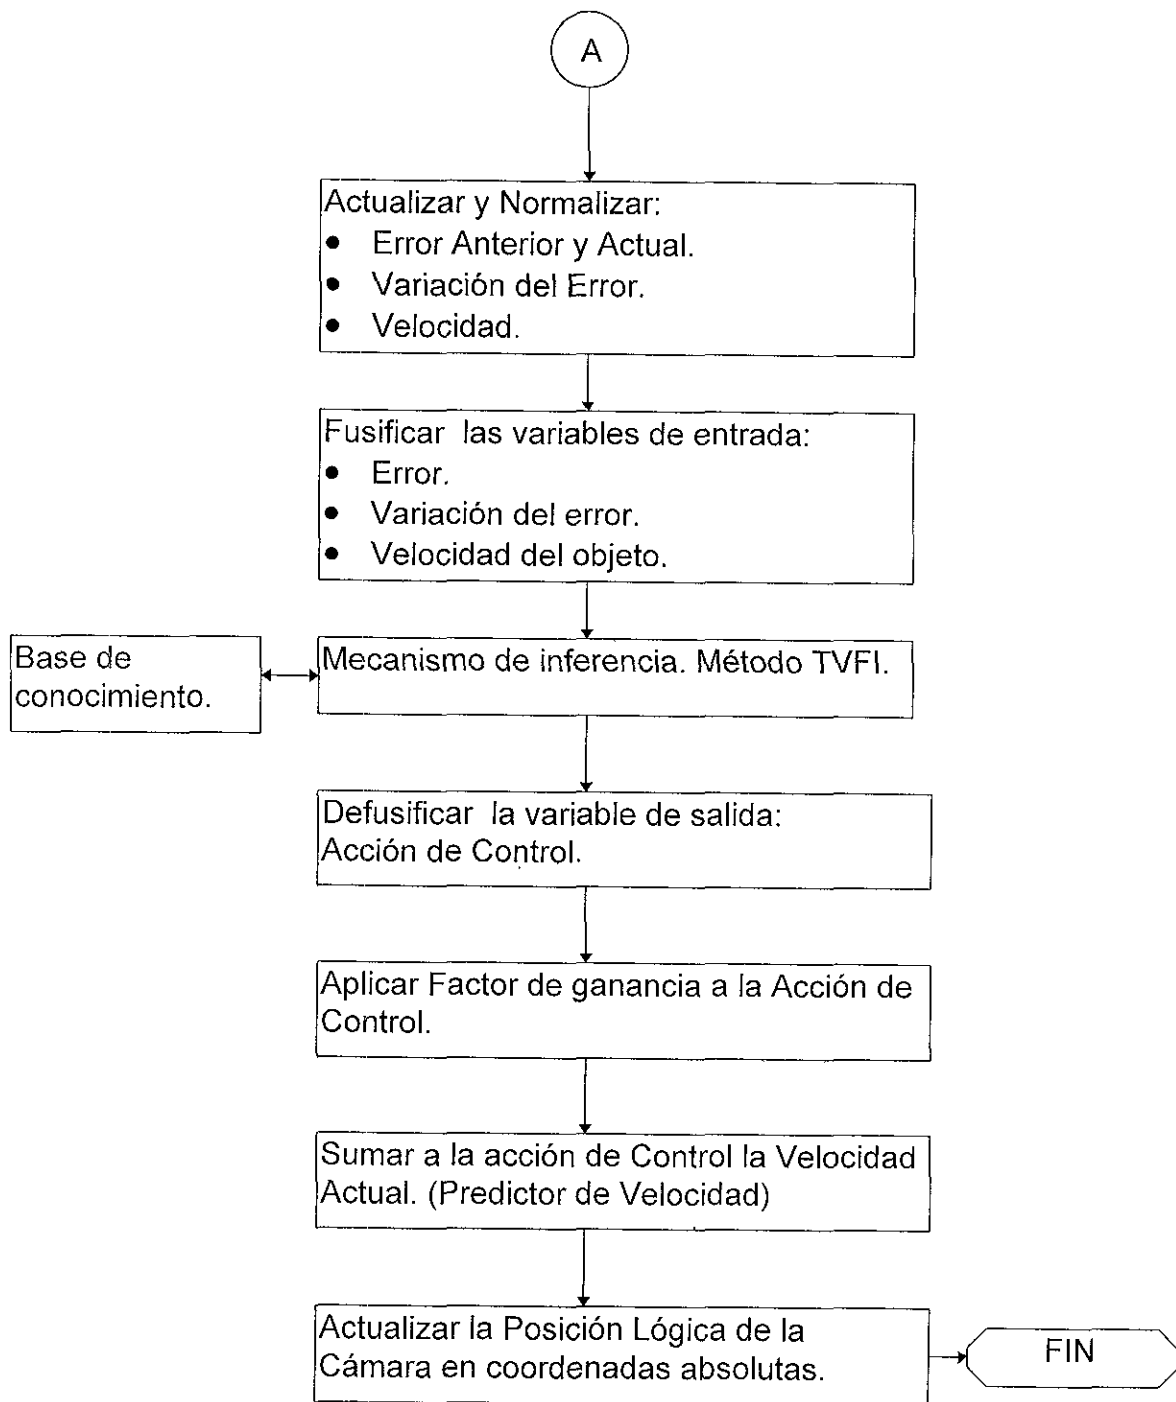 A
Actualizar y Normalizar:
• Error Anterior y Actual.
• Variación del Error.
• Velocidad.
Fusificar las variables de entrada:
• Error.
• Variación del error.
• Velocidad del objeto.
Base de
conocimiento.
Mecanismo de inferencia. Método TVFI.
Defusificar la variable de salida:
Acción de Control.
Aplicar Factor de ganancia a la Acción de
Control.
Sumar a la acción de Control la Velocidad
Actual. (Predictor de Velocidad)
Actualizar la Posición Lógica de la
Cámara en coordenadas absolutas.
FIN